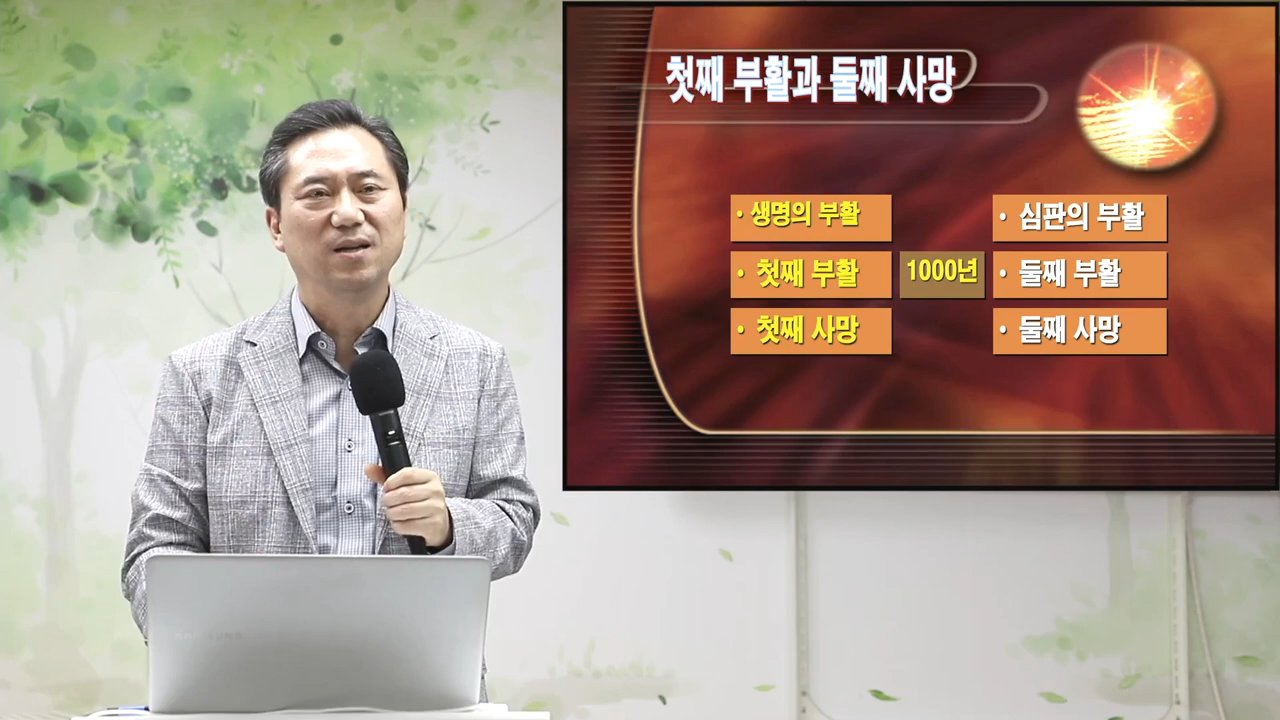 첫째 부활과 둘째 사망
• 생명의 부활
• 심판의 부활
• 첫째 부활
1000년
• 둘째 부활
• 첫째 사망
• 둘째 사망